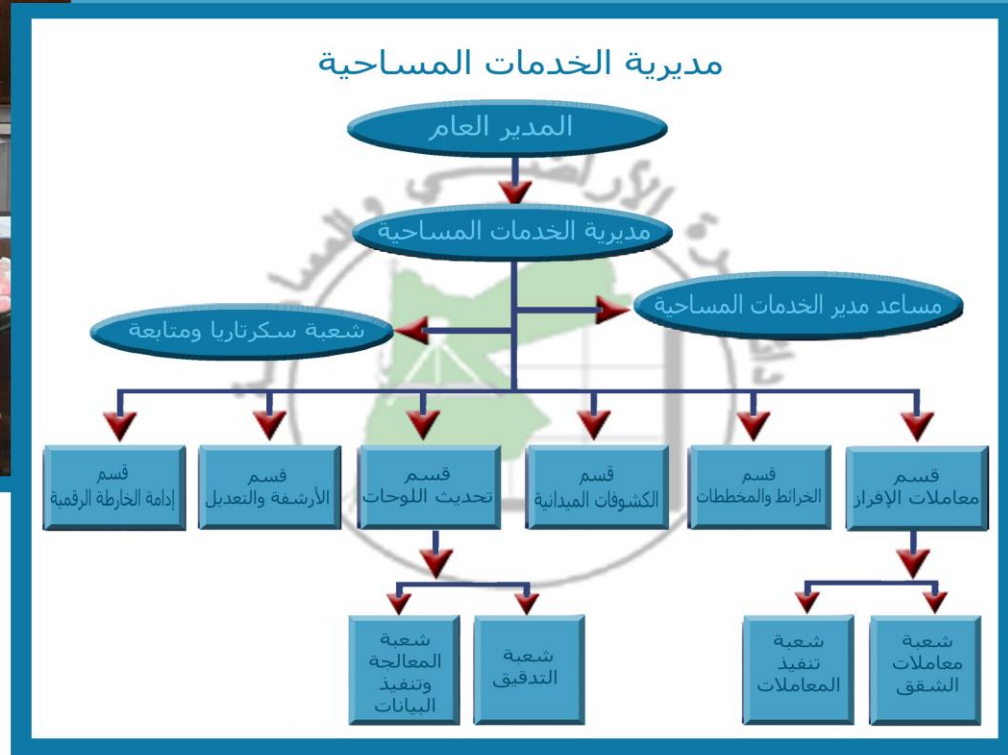 مديرية الخدمات المساحية
المدير العام
مديرية الخدمات المساحية
مساعد مدير الخدمات المساحية
شعبة سكرتاريا ومتابعة
قسم
معاملات الإفراز
قسم
الخرائط والمخططات
قسم
الكشوفات الميدانية
قسم
تحديث اللوحات
قسم
الأرشفة والتعديل
قسم
إدامة الخارطة الرقمية
شعبة
معاملات
الشقق
شعبة
تنفيذ
المعاملات
شعبة
التدقيق
شعبة
المعالجة
وتنفيذ
البيانات